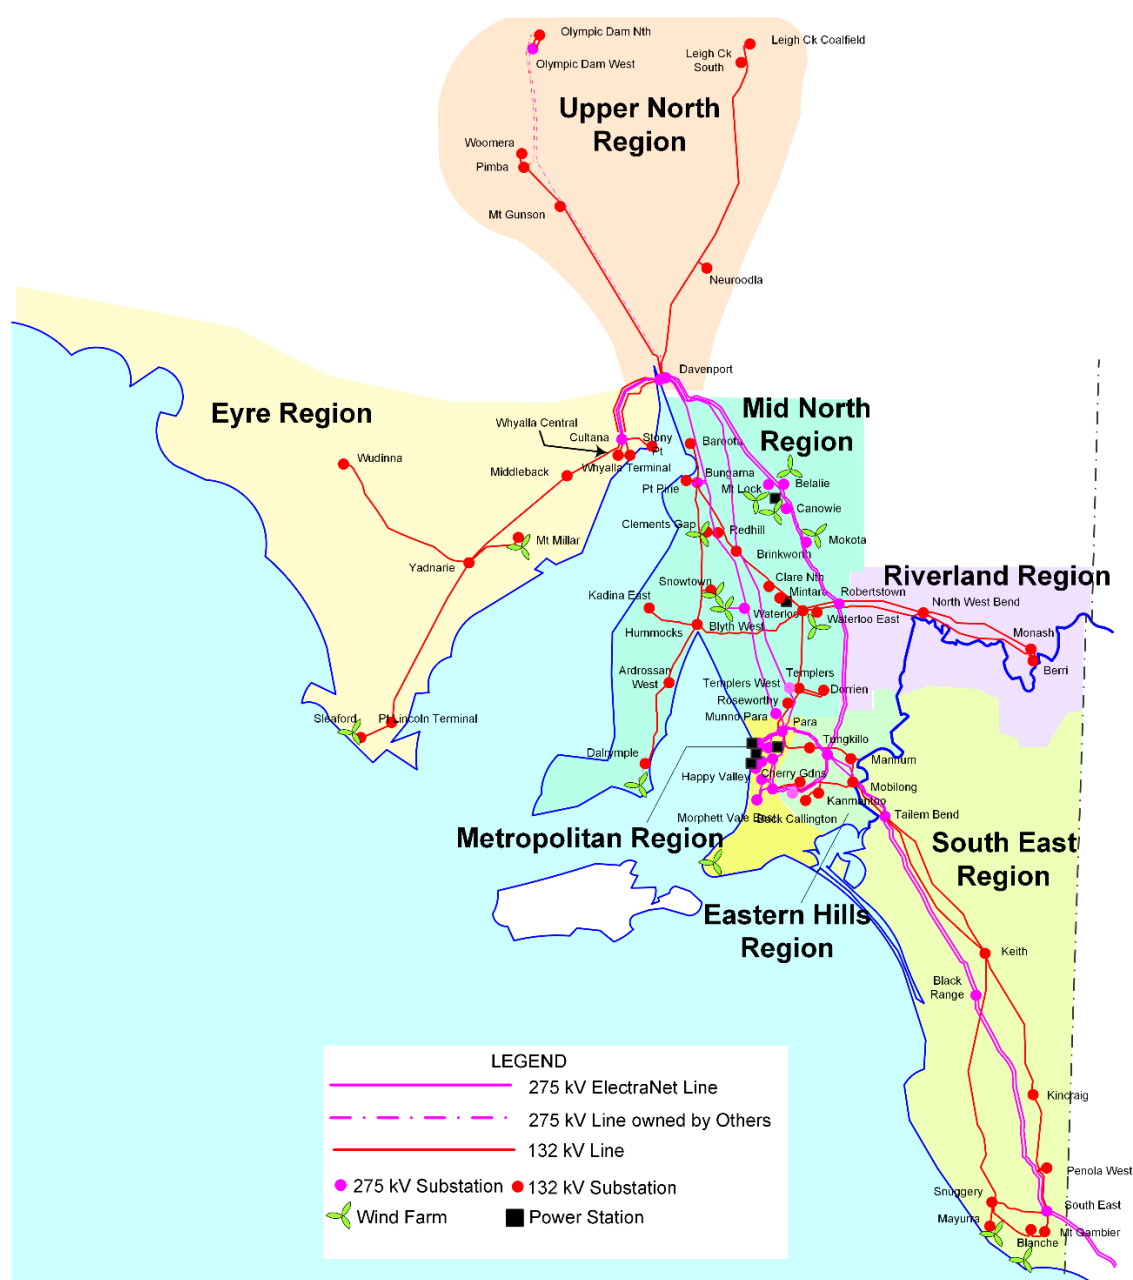 Olympic Dam Nth
Olympic Dam West
Leigh Ck Coalfield
Leigh Ck
South
Upper North
Region
Woomera
Pimba
Mt Gunson
Neuroodla
Davenport
Eyre Region
Mid North
Region
Whyalla Central
Cultana
Stony
Pt
Baroota
Wudinna
Whyalla Terminal
Middleback
Bungama
Pt Pirie
Mt Lock
Belalie
Canowie
Clements Gap
Redhill
Mokota
Mt Millar
Brinkworth
Yadnarie
Clare Nth
Mintaro
Snowtown
Kadina East
Riverland Region
Robertstown
North West Bend
Waterloo
Waterloo East
Blyth West
Hummocks
Monash
Berri
Ardrossan
West
Templers
Templers West
Dorrien
Roseworthy
Munno Para
Para
Sleaford
Pt Lincoln Terminal
Tungkillo
Dalrymple
Mannum
Happy Valley
Cherry Gdns
Mobilong
Kanmantoo
Morphett Vale East
Back Callington
Tailem Bend
Metropolitan Region
South East
Region
Eastern Hills
Region
Keith
Black
Range
Kincraig
Penola West
Snuggery
South East
Mayurra
Mt Gambier
Blanche
LEGEND
275 kV ElectraNet Line
275 kV Line owned by Others
132 kV Line
275 kV Substation
132 kV Substation
Wind Farm
Power Station